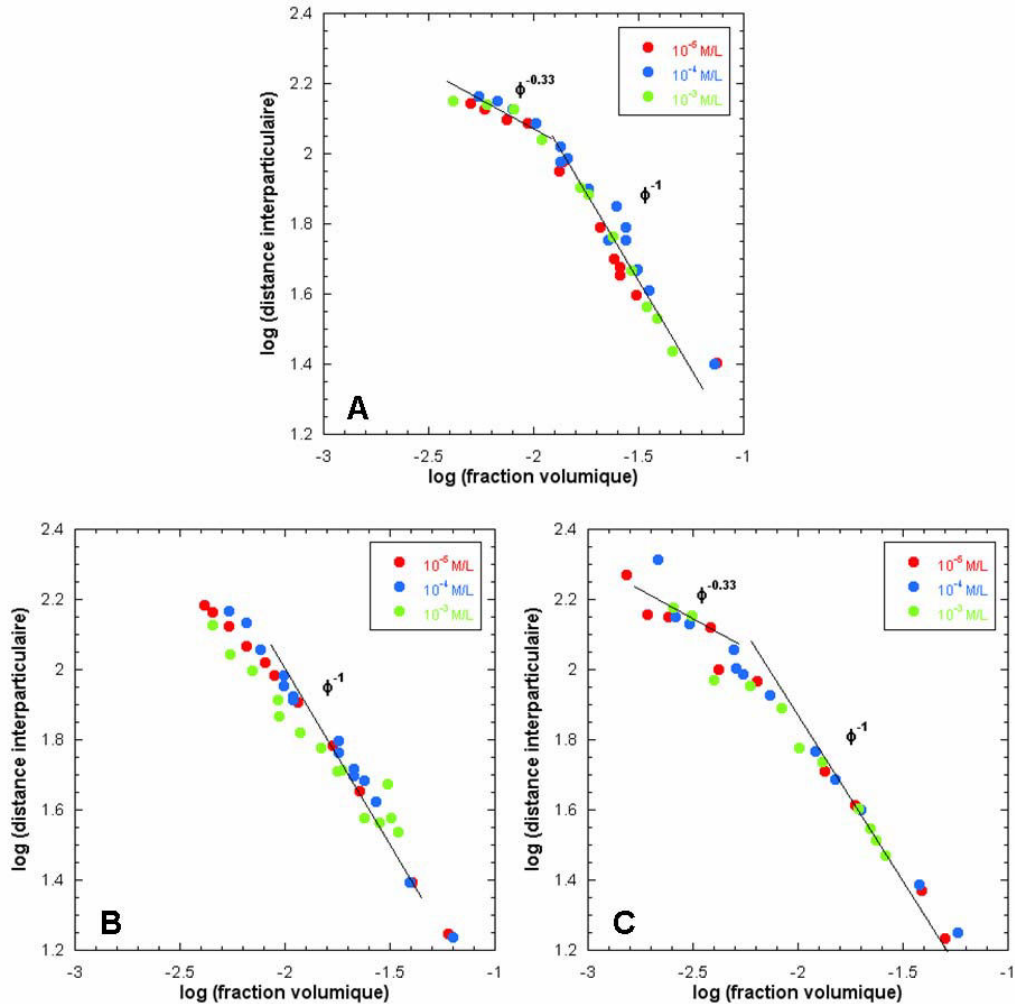 2.4
2.2
2
1.8
1.6
1.4
1.2
log (distance interparticulaire)
10⁻⁵ M/L
10⁻⁴ M/L
10⁻³ M/L
ϕ⁻⁰·³³
ϕ⁻¹
A
-3 -2.5 -2 -1.5 -1
log (fraction volumique)
2.4
2.2
2
1.8
1.6
1.4
1.2
log (distance interparticulaire)
10⁻⁵ M/L
10⁻⁴ M/L
10⁻³ M/L
ϕ⁻¹
B
-3 -2.5 -2 -1.5 -1
log (fraction volumique)
2.4
2.2
2
1.8
1.6
1.4
1.2
log (distance interparticulaire)
10⁻⁵ M/L
10⁻⁴ M/L
10⁻³ M/L
ϕ⁻⁰·³³
ϕ⁻¹
C
-3 -2.5 -2 -1.5 -1
log (fraction volumique)